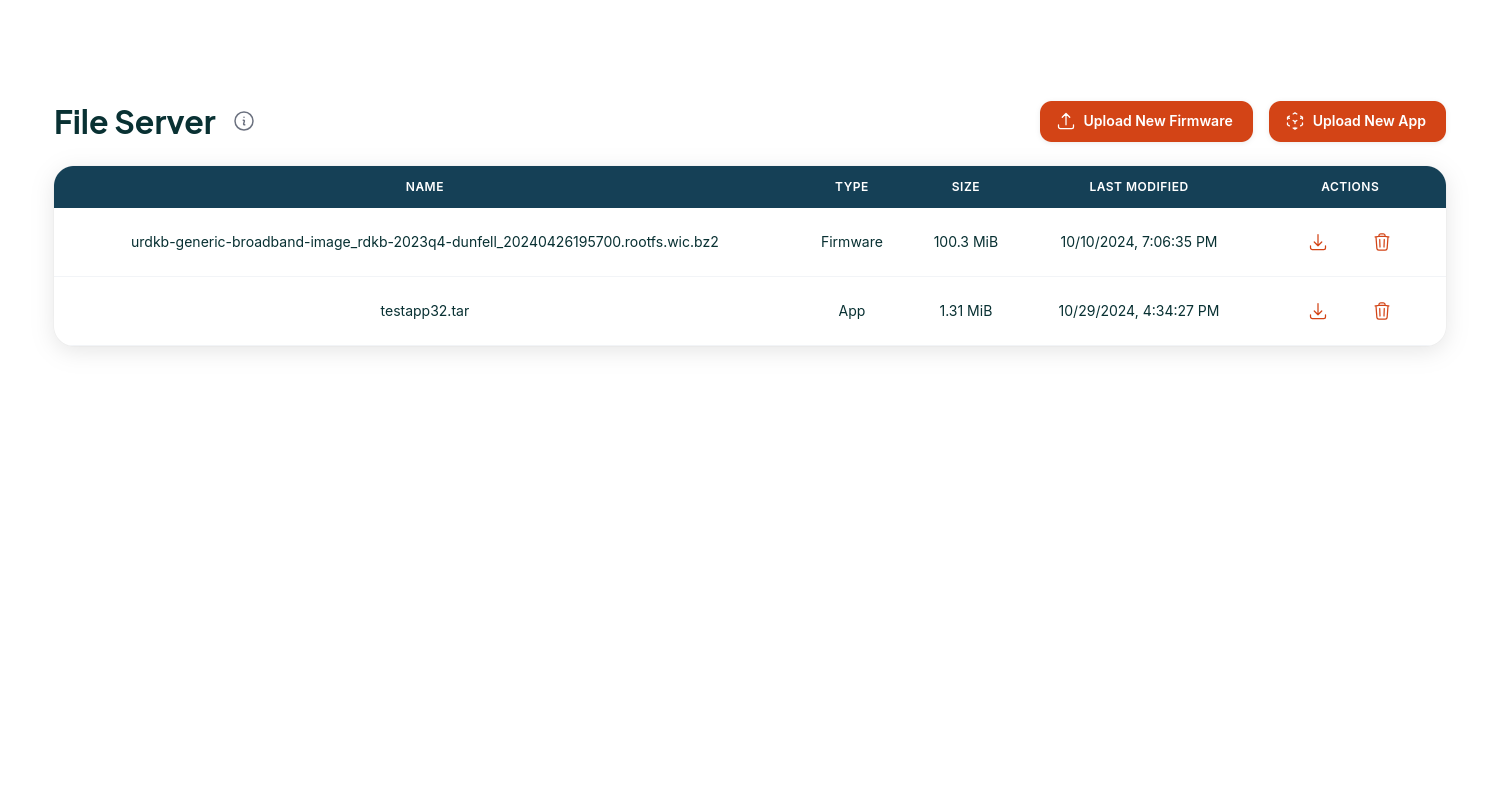 File Server
Upload New Firmware
Upload New App
NAME TYPE SIZE LAST MODIFIED ACTIONS
urdkb-generic-broadband-image_rdkb-2023q4-dunfell_20240426195700.rootfs.wic.bz2 Firmware 100.3 MiB 10/10/2024, 7:06:35 PM
testapp32.tar App 1.31 MiB 10/29/2024, 4:34:27 PM